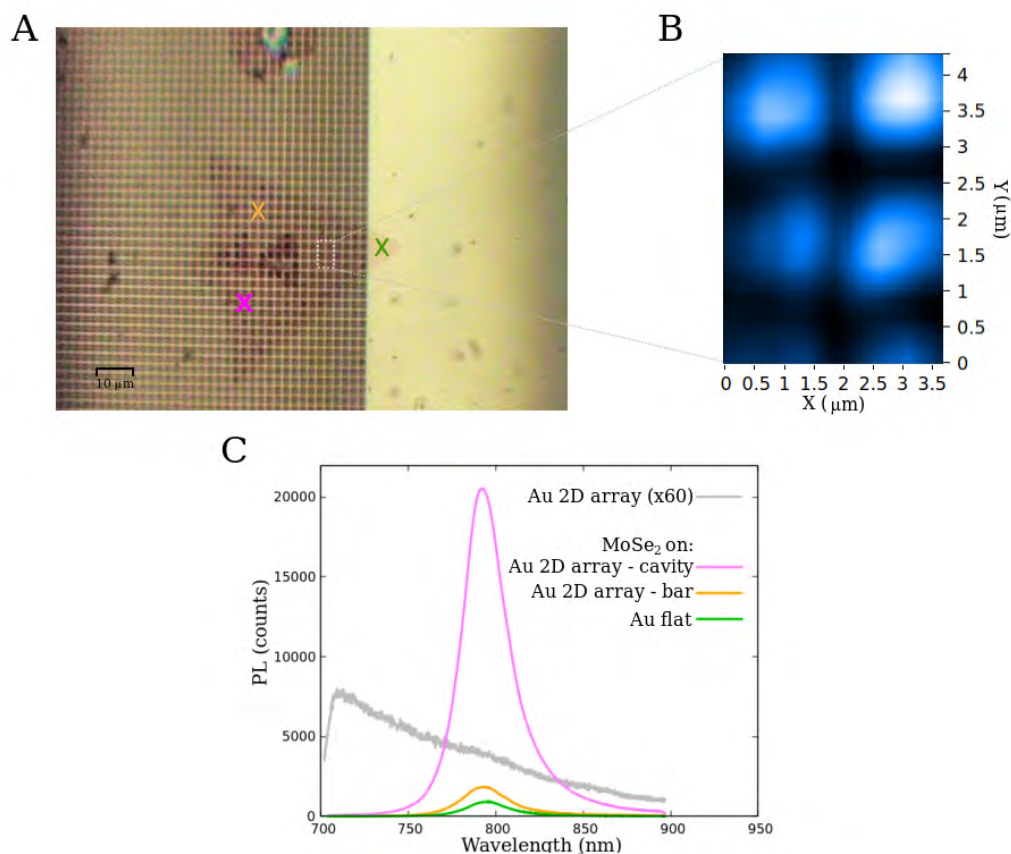 A
X
X
X
10 µm
B
4
3.5
3
2.5
2
1.5
1
0.5
0
Y (µm)
0 0.5 1 1.5 2 2.5 3 3.5
X (µm)
C
PL (counts)
20000
15000
10000
5000
0
Au 2D array (x60)
MoSe₂ on:
Au 2D array - cavity
Au 2D array - bar
Au flat
700 750 800 850 900 950
Wavelength (nm)